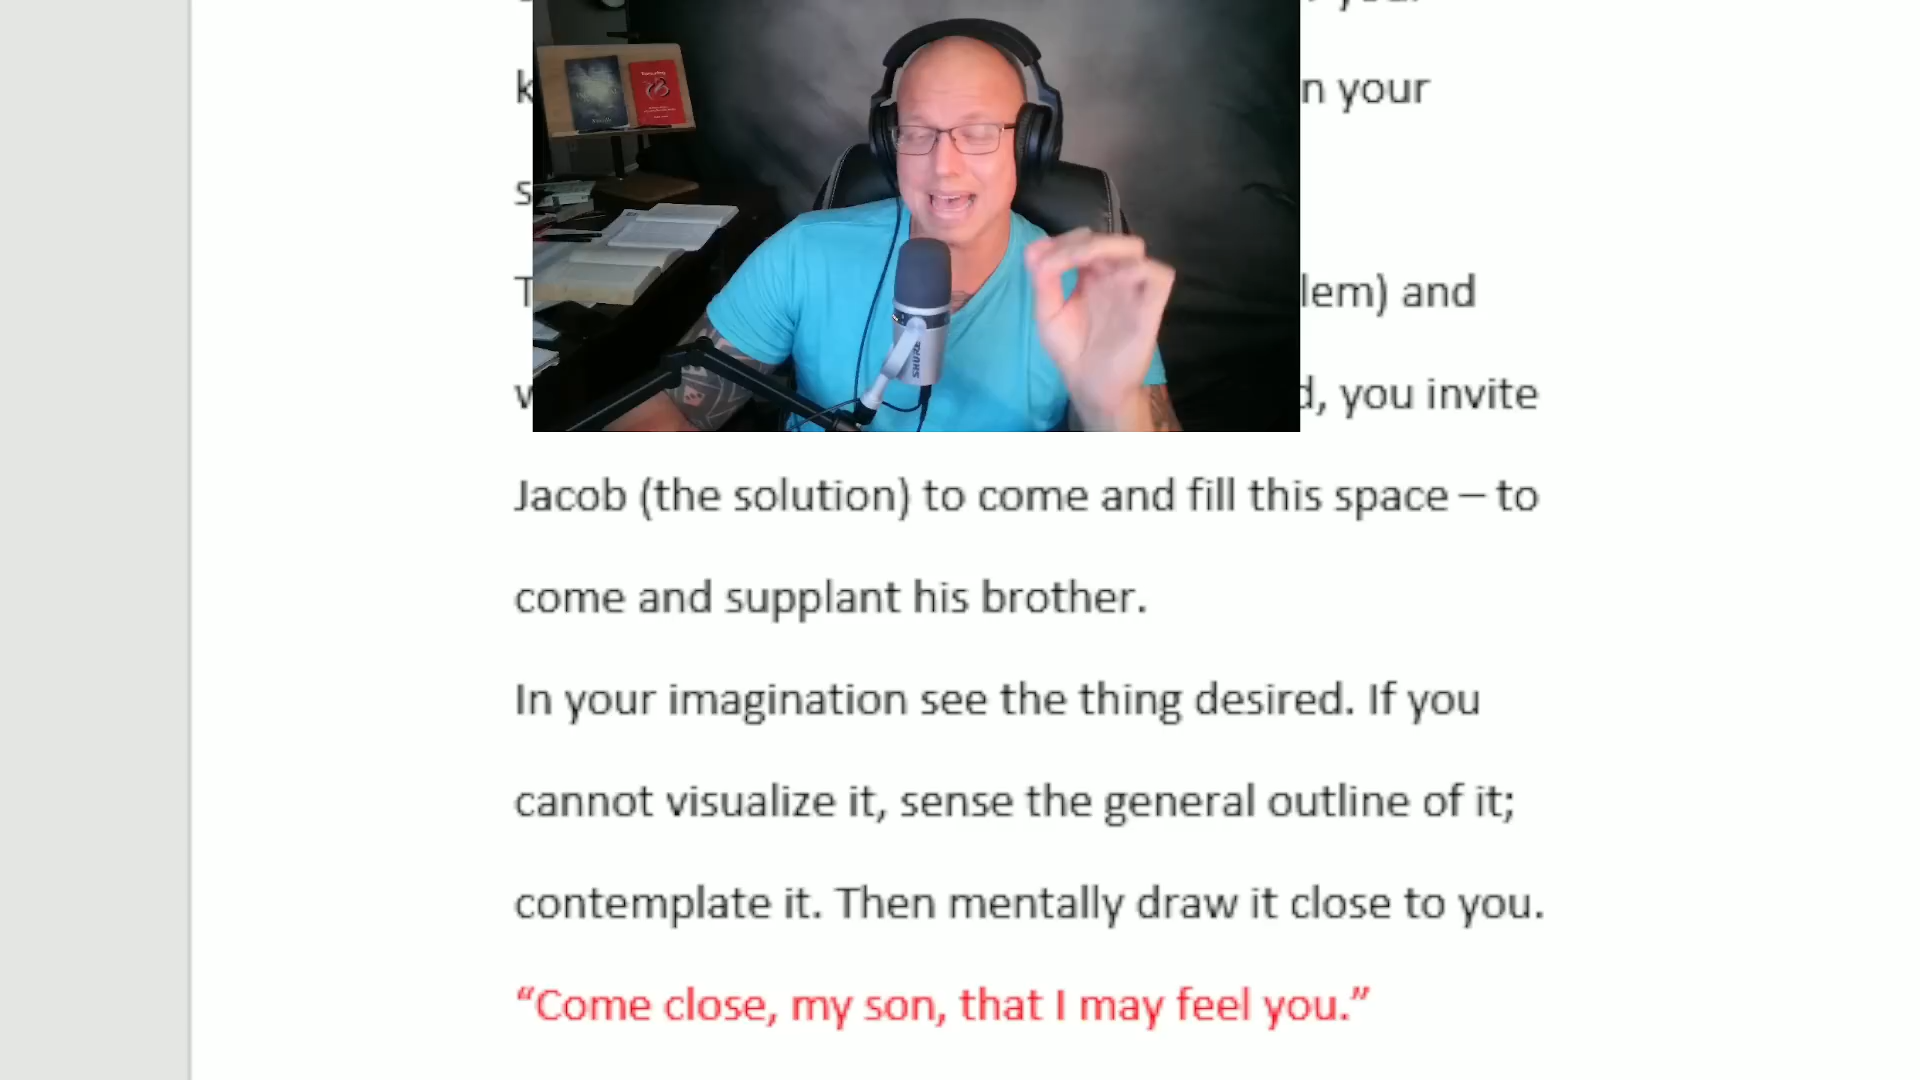 n your
lem) and
d, you invite
Jacob (the solution) to come and fill this space – to
come and supplant his brother.
In your imagination see the thing desired. If you
cannot visualize it, sense the general outline of it;
contemplate it. Then mentally draw it close to you.
“Come close, my son, that I may feel you.”
SHURE